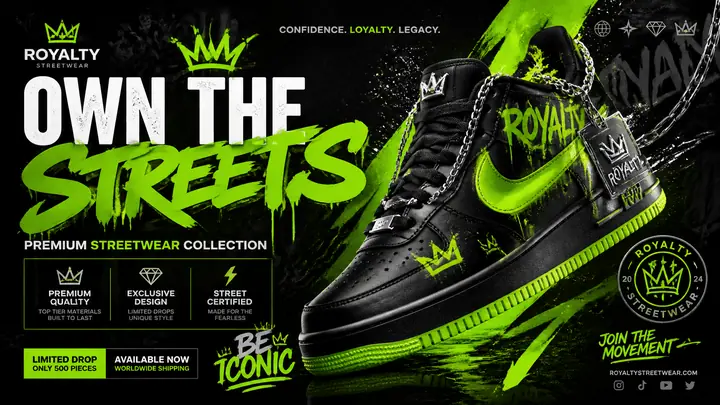 ROYALTY
STREETWEAR
CONFIDENCE. LOYALTY. LEGACY.
OWN THE
STREETS
PREMIUM STREETWEAR COLLECTION
PREMIUM
QUALITY
TOP TIER MATERIALS
BUILT TO LAST
EXCLUSIVE
DESIGN
LIMITED DROPS
UNIQUE STYLE
STREET
CERTIFIED
MADE FOR THE
FEARLESS
LIMITED DROP
ONLY 500 PIECES
AVAILABLE NOW
WORLDWIDE SHIPPING
BE
ICONIC
ROYALTY
ROYALTY
ROYALTY
20 24
STREETWEAR
JOIN THE
MOVEMENT
ROYALTYSTREETWEAR.COM